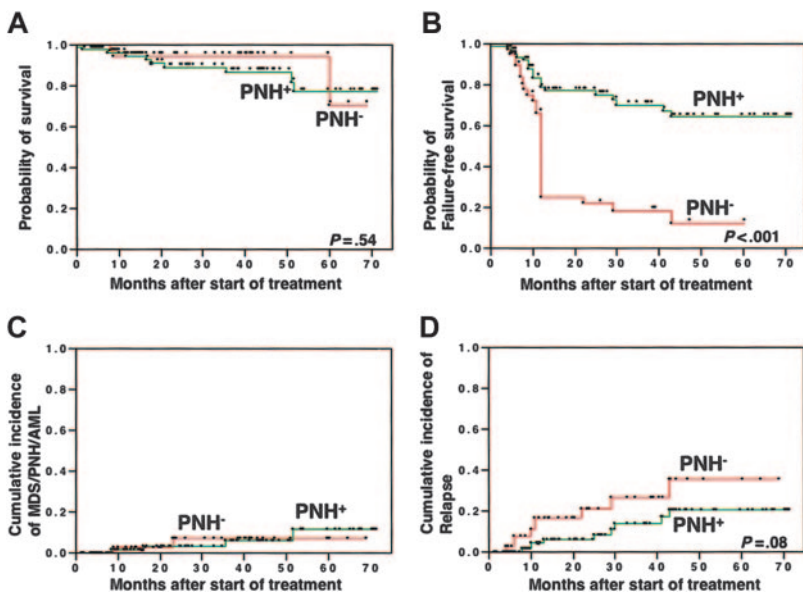 A
Probability of survival
1.0
0.8
0.6
0.4
0.2
0.0
PNH+
PNH-
P=.54
0 10 20 30 40 50 60 70
Months after start of treatment
B
Probability of
Failure-free survival
1.0
0.8
0.6
0.4
0.2
0.0
PNH+
PNH-
P<.001
0 10 20 30 40 50 60 70
Months after start of treatment
C
Cumulative incidence
of MDS/PNH/AML
1.0
0.8
0.6
0.4
0.2
0.0
PNH-
PNH+
0 10 20 30 40 50 60 70
Months after start of treatment
D
Cumulative incidence of
Relapse
1.0
0.8
0.6
0.4
0.2
0.0
PNH-
PNH+
P=.08
0 10 20 30 40 50 60 70
Months after start of treatment